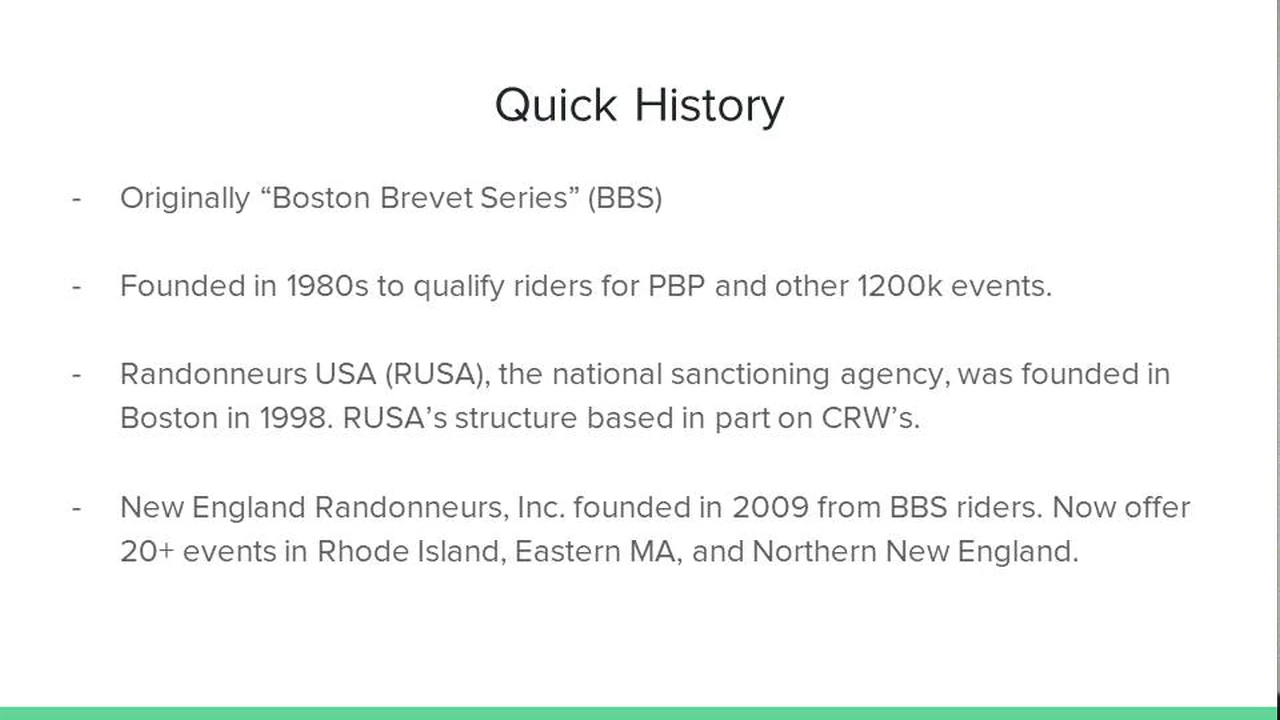 Quick History
- Originally “Boston Brevet Series” (BBS)
- Founded in 1980s to qualify riders for PBP and other 1200k events.
- Randonneurs USA (RUSA), the national sanctioning agency, was founded in
Boston in 1998. RUSA’s structure based in part on CRW’s.
- New England Randonneurs, Inc. founded in 2009 from BBS riders. Now offer
20+ events in Rhode Island, Eastern MA, and Northern New England.